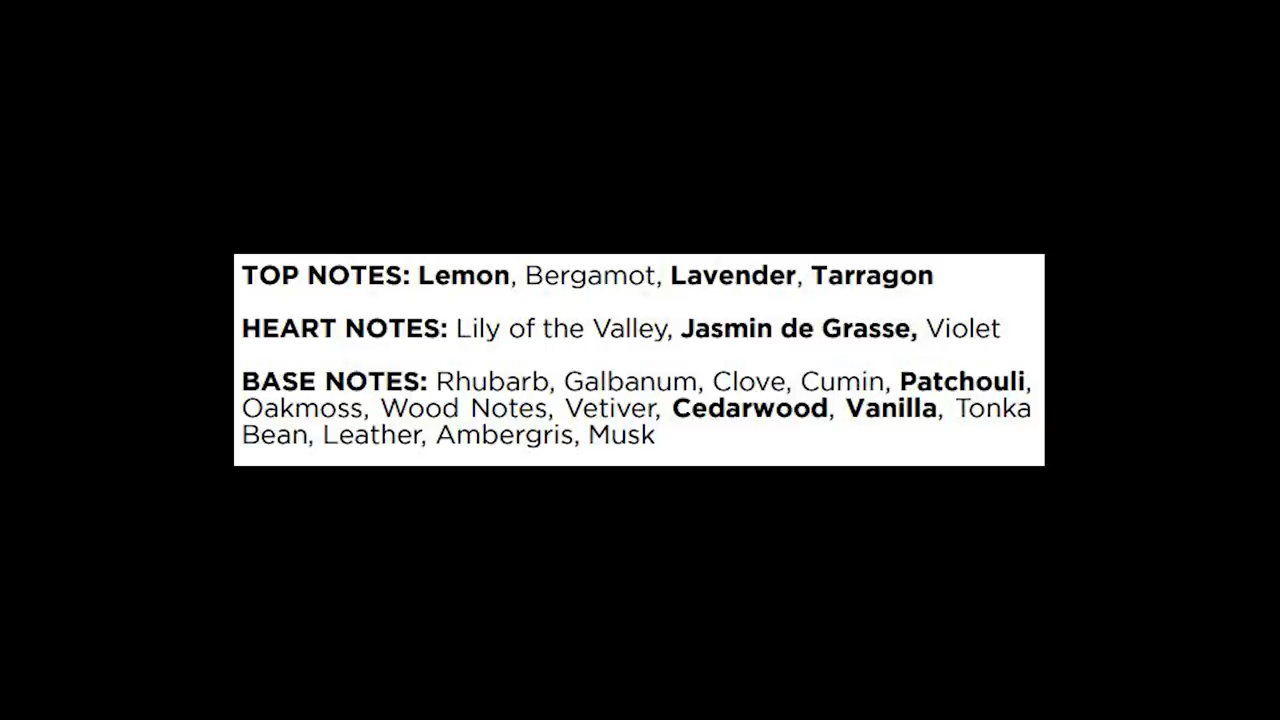 TOP NOTES: Lemon, Bergamot, Lavender, Tarragon
HEART NOTES: Lily of the Valley, Jasmin de Grasse, Violet
BASE NOTES: Rhubarb, Galbanum, Clove, Cumin, Patchouli,
Oakmoss, Wood Notes, Vetiver, Cedarwood, Vanilla, Tonka
Bean, Leather, Ambergris, Musk